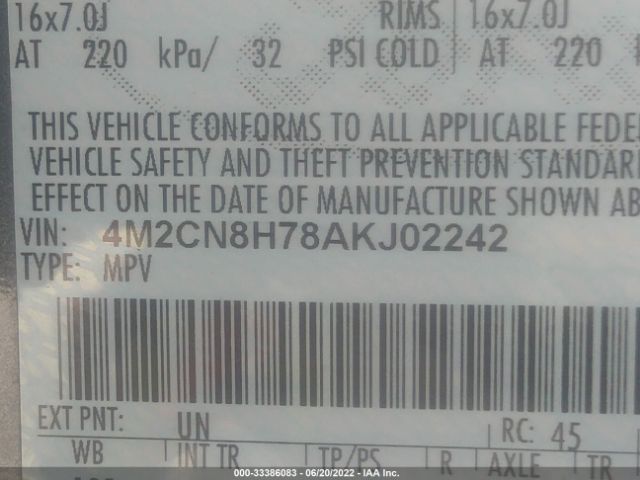 16x7.0J RIMS 16x7.0J
AT 220 kPa/ 32 PSI COLD AT 220
THIS VEHICLE CONFORMS TO ALL APPLICABLE FEDE
VEHICLE SAFETY AND THEFT PREVENTION STANDAR
EFFECT ON THE DATE OF MANUFACTURE SHOWN AB
VIN: 4M2CN8H78AKJ02242
TYPE: MPV
EXT PNT: UN RC: 45
WB INT TR TP/PS R AXLE TR
000-33386083 - 06/20/2022 - IAA Inc.